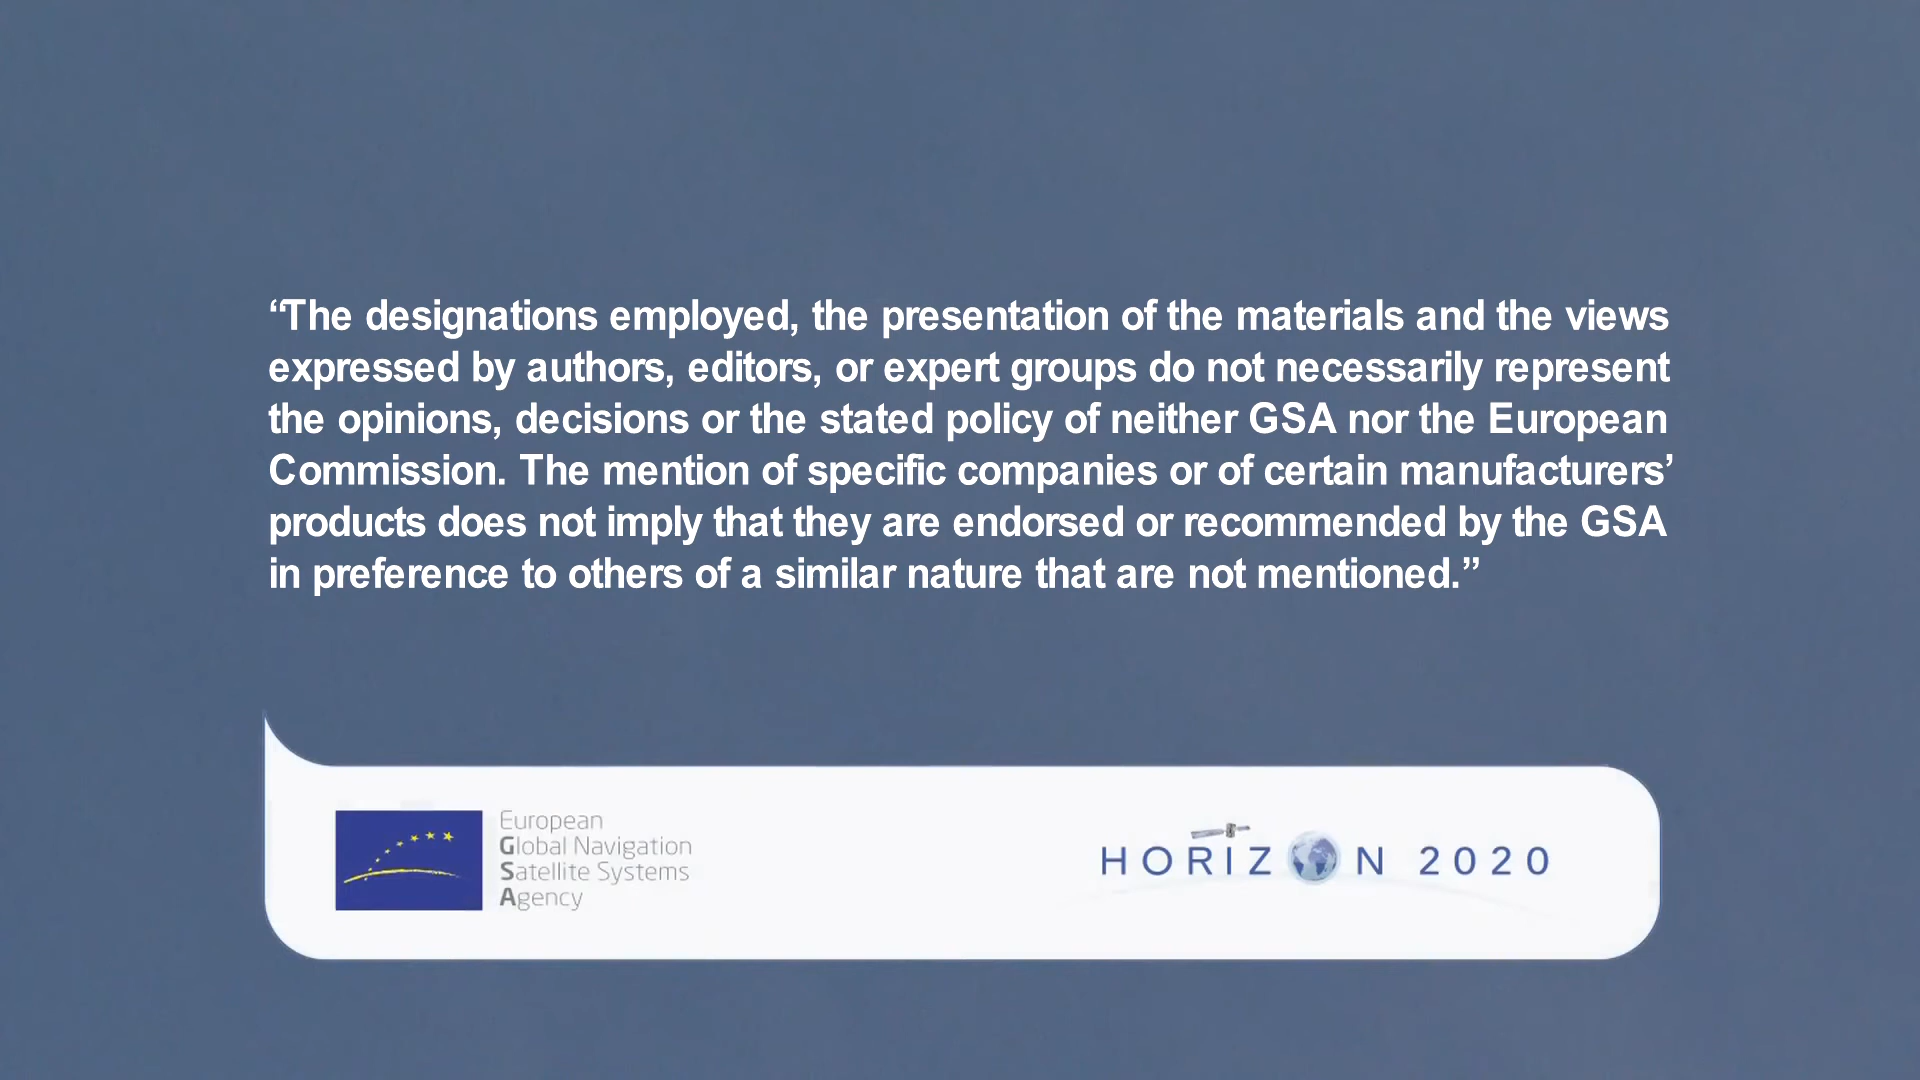 “The designations employed, the presentation of the materials and the views
expressed by authors, editors, or expert groups do not necessarily represent
the opinions, decisions or the stated policy of neither GSA nor the European
Commission. The mention of specific companies or of certain manufacturers’
products does not imply that they are endorsed or recommended by the GSA
in preference to others of a similar nature that are not mentioned.”
European
Global Navigation
Satellite Systems
Agency
HORIZON 2020